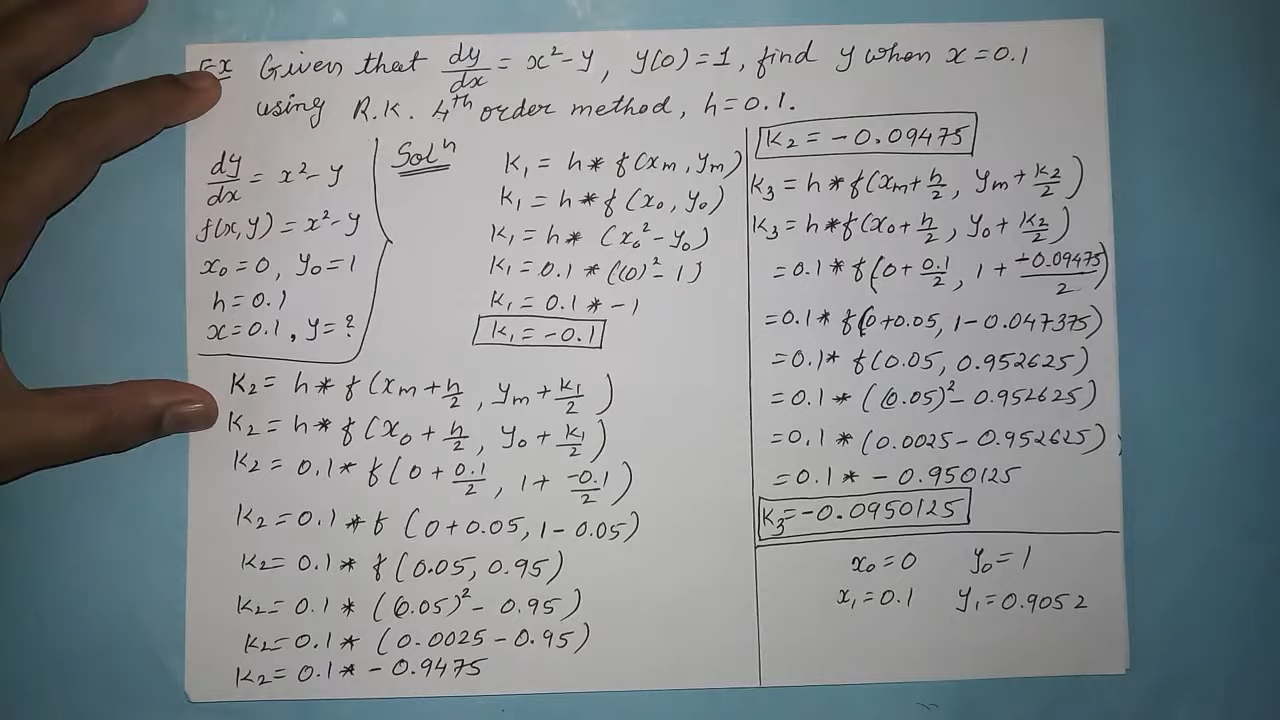 Ex Given that dy/dx = x² - y, y(0) = 1, find y when x = 0.1
using R.K. 4th order method, h = 0.1.
dy/dx = x² - y
f(x, y) = x² - y
x₀ = 0, y₀ = 1
h = 0.1
x = 0.1, y = ?
Solⁿ
K₁ = h * f(xₘ, yₘ)
K₁ = h * f(x₀, y₀)
K₁ = h * (x₀² - y₀)
K₁ = 0.1 * ((0)² - 1)
K₁ = 0.1 * -1
K₁ = -0.1
K₂ = h * f(xₘ + h/2, yₘ + k₁/2)
K₂ = h * f(x₀ + h/2, y₀ + k₁/2)
K₂ = 0.1 * f(0 + 0.1/2, 1 + -0.1/2)
K₂ = 0.1 * f (0 + 0.05, 1 - 0.05)
K₂ = 0.1 * f(0.05, 0.95)
K₂ = 0.1 * ((0.05)² - 0.95)
K₂ = 0.1 * (0.0025 - 0.95)
K₂ = 0.1 * -0.9475
K₂ = -0.09475
K₃ = h * f(xₘ + h/2, yₘ + k₂/2)
K₃ = h * f(x₀ + h/2, y₀ + k₂/2)
= 0.1 * f(0 + 0.1/2, 1 + -0.09475/2)
= 0.1 * f(0 + 0.05, 1 - 0.047375)
= 0.1 * f(0.05, 0.952625)
= 0.1 * ((0.05)² - 0.952625)
= 0.1 * (0.0025 - 0.952625)
= 0.1 * -0.950125
K₃ = -0.0950125
x₀ = 0 y₀ = 1
x₁ = 0.1 y₁ = 0.9052